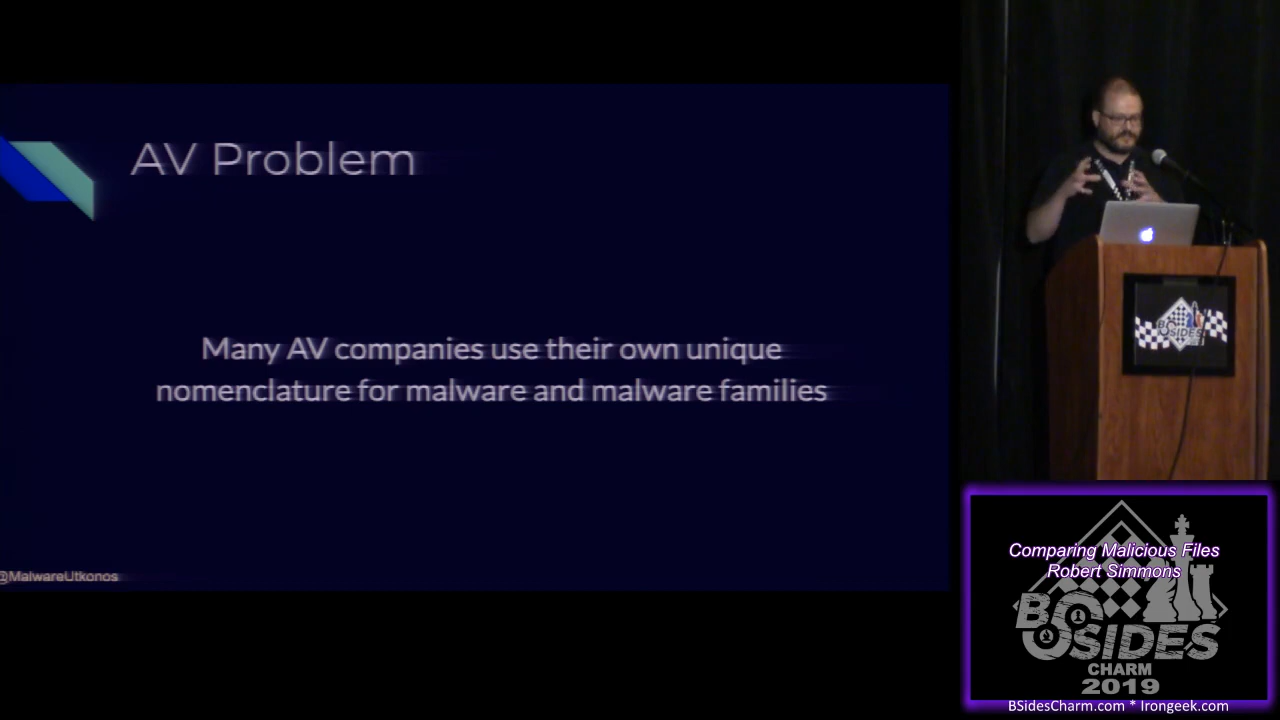 AV Problem
Many AV companies use their own unique
nomenclature for malware and malware families
@MalwareUtkonos
BSIDES
Comparing Malicious Files
Robert Simmons
BSIDES
CHARM
2019
BSidesCharm.com * Irongeek.com